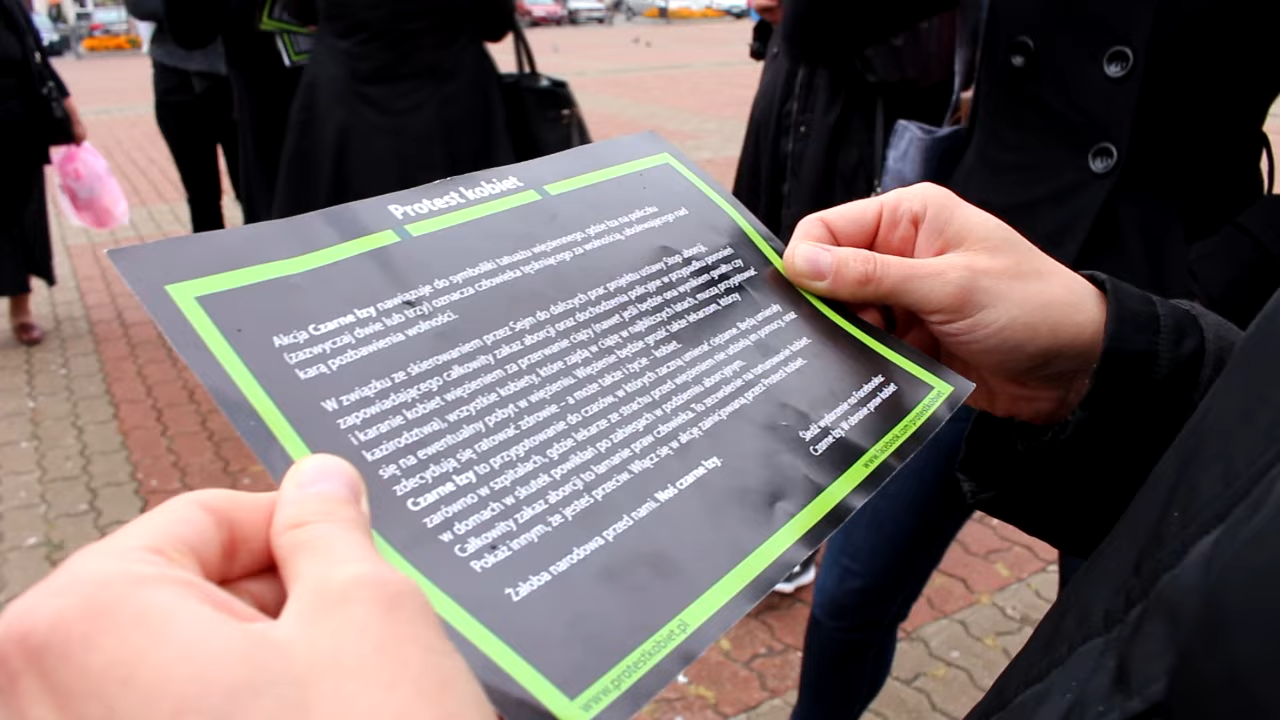 Protest kobiet
Akcja Czarne łzy nawiązuje do symboliki tatuażu więziennego, gdzie łza na policzku
(zazwyczaj dwie lub trzy) oznacza człowieka tęskniącego za wolnością, ubolewającego nad
karą pozbawienia wolności.
W związku ze skierowaniem przez Sejm do dalszych prac projektu ustawy Stop aborcji
zapowiadającego całkowity zakaz aborcji oraz dochodzenia policyjne w przypadku poronień
i karanie kobiet więzieniem za przerwanie ciąży (nawet jeśli będzie ona wynikiem gwałtu czy
kazirodztwa), wszystkie kobiety, które zajdą w ciążę w najbliższych latach, muszą przygotować
się na ewentualny pobyt w więzieniu. Więzienie będzie grozić także lekarzom, którzy
zdecydują się ratować zdrowie – a może także i życie - kobiet.
Czarne łzy to przygotowanie do czasów, w których zaczną umierać ciężarne. Będą umierały
zarówno w szpitalach, gdzie lekarze ze strachu przed więzieniem nie udzielą im pomocy, oraz
w domach w skutek powikłań po zabiegach w podziemiu aborcyjnym.
Całkowity zakaz aborcji to łamanie praw człowieka. To zezwolenie na torturowanie kobiet
Pokaż innym, że jesteś przeciw. Włącz się w akcję zainicjowaną przez Protest kobiet.
Żałoba narodowa przed nami. Noś czarne łzy.
Śledź wydarzenie na Facebooku:
Czarne łzy. W obronie praw kobiet
www.facebook.com/protestkobiet
www.protestkobiet.pl